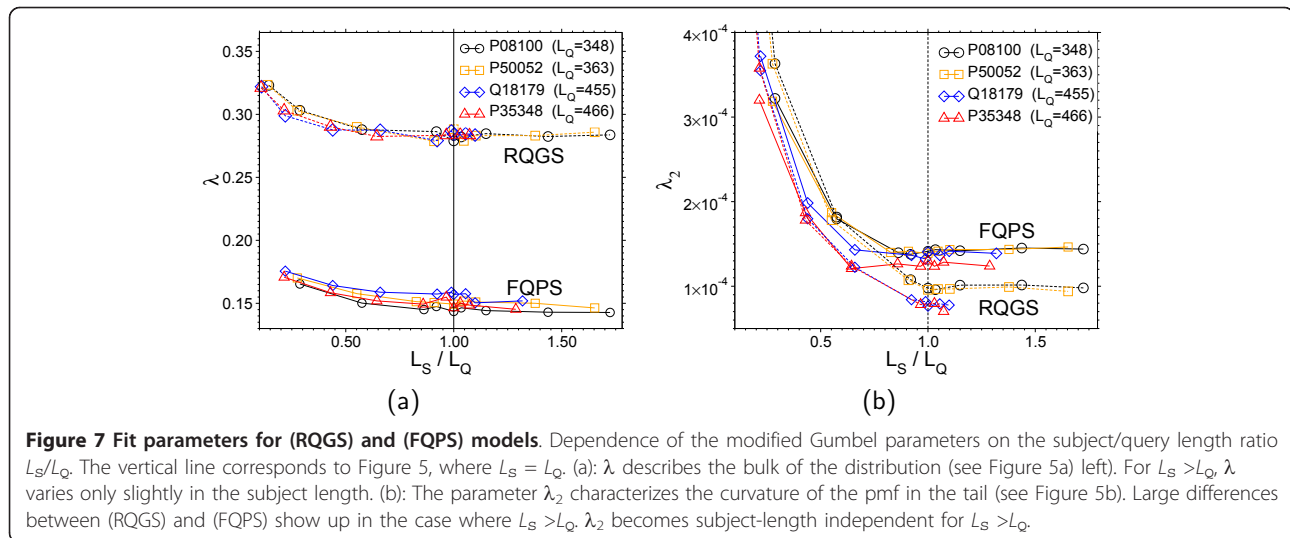 0.35
0.30
0.25
0.20
0.15
λ
0.50
1.00
1.50
L_S / L_Q
P08100 (L_Q=348)
P50052 (L_Q=363)
Q18179 (L_Q=455)
P35348 (L_Q=466)
RQGS
FQPS
(a)
4×10⁻⁴
3×10⁻⁴
2×10⁻⁴
1×10⁻⁴
λ₂
0.5
1.0
1.5
L_S / L_Q
P08100 (L_Q=348)
P50052 (L_Q=363)
Q18179 (L_Q=455)
P35348 (L_Q=466)
FQPS
RQGS
(b)
Figure 7 Fit parameters for (RQGS) and (FQPS) models. Dependence of the modified Gumbel parameters on the subject/query length ratio
L_S/L_Q. The vertical line corresponds to Figure 5, where L_S = L_Q. (a): λ describes the bulk of the distribution (see Figure 5a) left). For L_S >L_Q, λ
varies only slightly in the subject length. (b): The parameter λ₂ characterizes the curvature of the pmf in the tail (see Figure 5b). Large differences
between (RQGS) and (FQPS) show up in the case where L_S >L_Q. λ₂ becomes subject-length independent for L_S >L_Q.